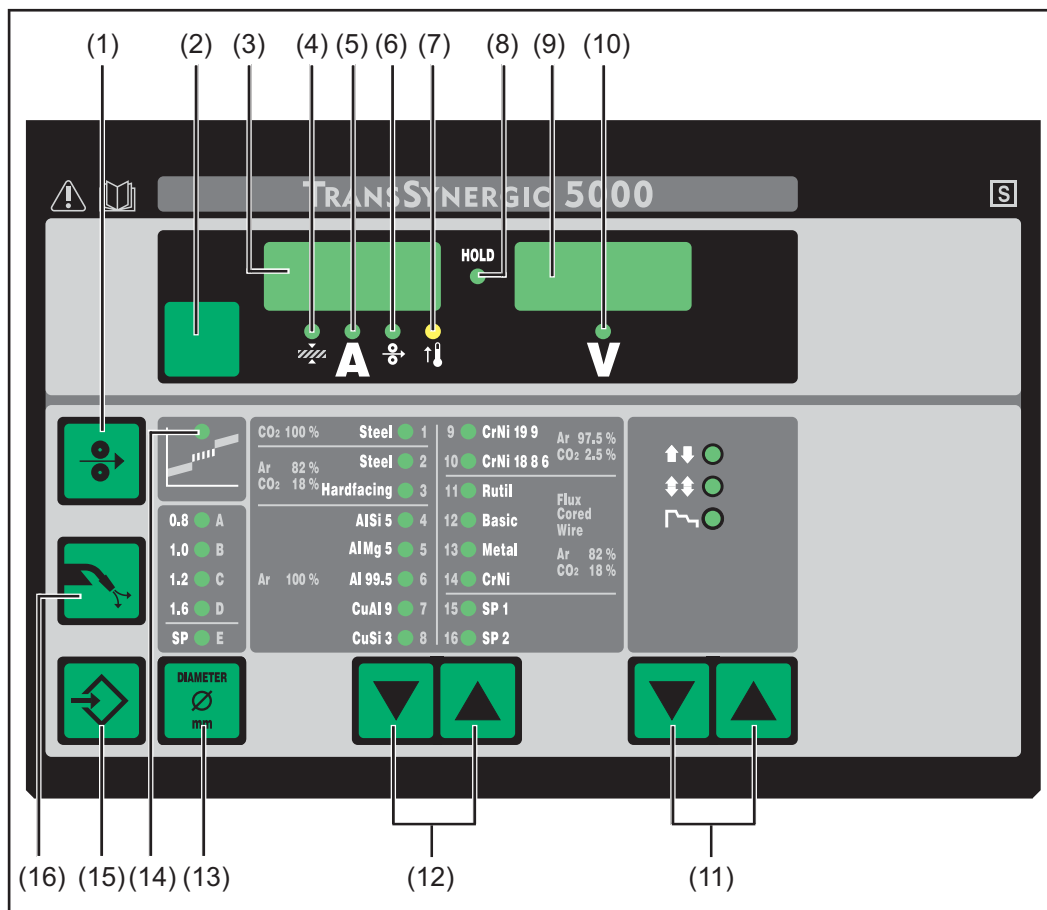 (1) (2) (3) (4) (5) (6) (7) (8) (9) (10)
TRANSSYNERGIC 5000
S
HOLD
A
V
CO2 100 % Steel 1
Ar 82 %
CO2 18 %
Steel 2
Hardfacing 3
Ar 100 %
AlSi 5 4
AlMg 5 5
Al 99.5 6
CuAl 9 7
CuSi 3 8
9 CrNi 19 9
10 CrNi 18 8 6
Ar 97.5 %
CO2 2.5 %
11 Rutil
12 Basic
13 Metal
14 CrNi
Flux
Cored
Wire
Ar 82 %
CO2 18 %
15 SP 1
16 SP 2
0.8 A
1.0 B
1.2 C
1.6 D
SP E
DIAMETER
Ø
mm
(16) (15) (14) (13) (12) (11)